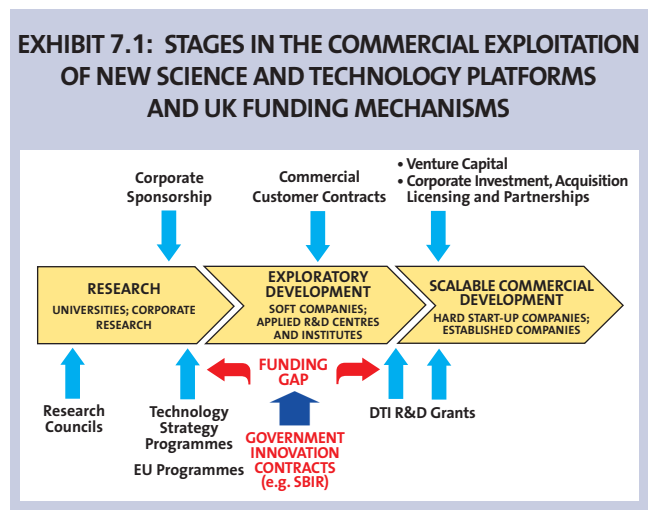 EXHIBIT 7.1: STAGES IN THE COMMERCIAL EXPLOITATION
OF NEW SCIENCE AND TECHNOLOGY PLATFORMS
AND UK FUNDING MECHANISMS
Corporate
Sponsorship
Commercial
Customer Contracts
• Venture Capital
• Corporate Investment, Acquisition
Licensing and Partnerships
RESEARCH
UNIVERSITIES; CORPORATE
RESEARCH
EXPLORATORY
DEVELOPMENT
SOFT COMPANIES;
APPLIED R&D CENTRES
AND INSTITUTES
SCALABLE COMMERCIAL
DEVELOPMENT
HARD START-UP COMPANIES;
ESTABLISHED COMPANIES
FUNDING
GAP
Research
Councils
Technology
Strategy
Programmes
EU Programmes
GOVERNMENT
INNOVATION
CONTRACTS
(e.g. SBIR)
DTI R&D Grants